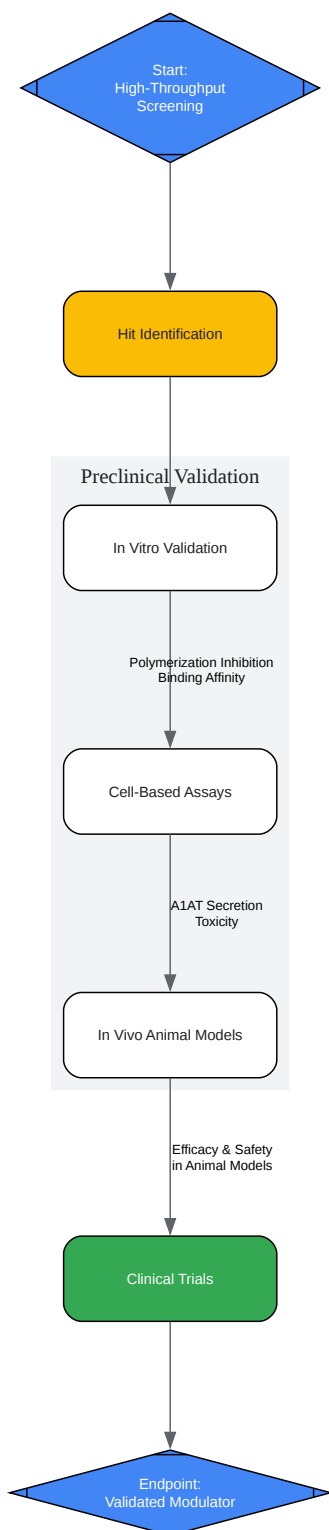 Start:
High-Throughput
Screening
Hit Identification
Preclinical Validation
In Vitro Validation
Polymerization Inhibition
Binding Affinity
Cell-Based Assays
A1AT Secretion
Toxicity
In Vivo Animal Models
Efficacy & Safety
in Animal Models
Clinical Trials
Endpoint:
Validated Modulator